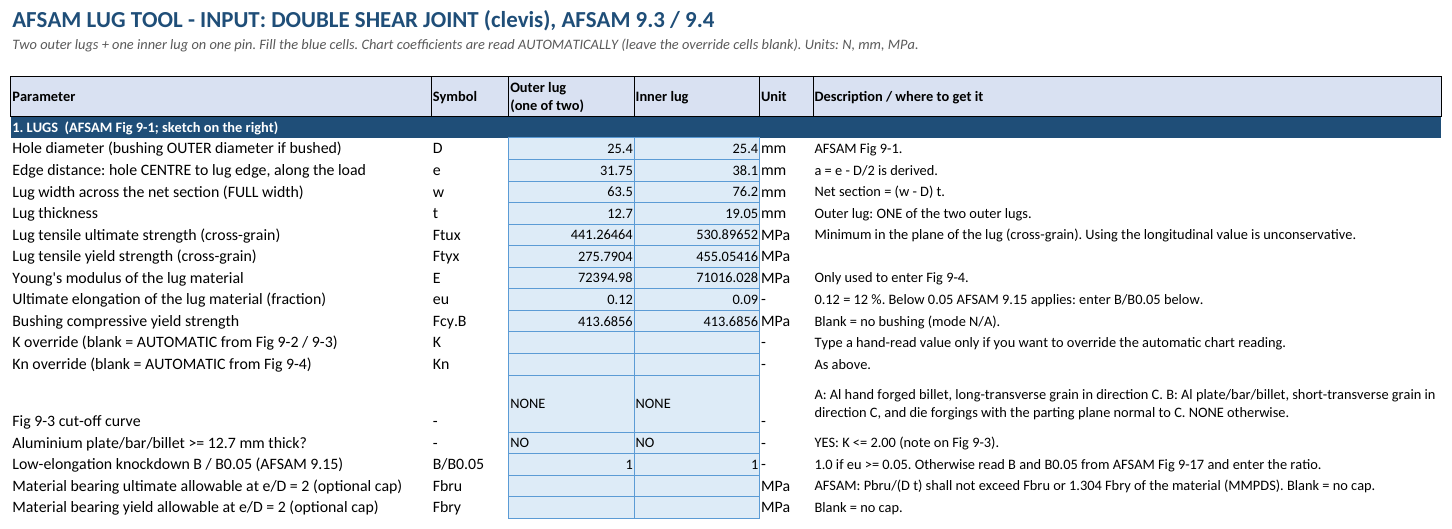 AFSAM LUG TOOL - INPUT: DOUBLE SHEAR JOINT (clevis), AFSAM 9.3 / 9.4
Two outer lugs + one inner lug on one pin. Fill the blue cells. Chart coefficients are read AUTOMATICALLY (leave the override cells blank). Units: N, mm, MPa.
Parameter Symbol Outer lug (one of two) Inner lug Unit Description / where to get it
1. LUGS (AFSAM Fig 9-1; sketch on the right)
Hole diameter (bushing OUTER diameter if bushed) D 25.4 25.4 mm AFSAM Fig 9-1.
Edge distance: hole CENTRE to lug edge, along the load e 31.75 38.1 mm a = e - D/2 is derived.
Lug width across the net section (FULL width) w 63.5 76.2 mm Net section = (w - D) t.
Lug thickness t 12.7 19.05 mm Outer lug: ONE of the two outer lugs.
Lug tensile ultimate strength (cross-grain) Ftux 441.26464 530.89652 MPa Minimum in the plane of the lug (cross-grain). Using the longitudinal value is unconservative.
Lug tensile yield strength (cross-grain) Ftyx 275.7904 455.05416 MPa
Young's modulus of the lug material E 72394.98 71016.028 MPa Only used to enter Fig 9-4.
Ultimate elongation of the lug material (fraction) eu 0.12 0.09 - 0.12 = 12 %. Below 0.05 AFSAM 9.15 applies: enter B/B0.05 below.
Bushing compressive yield strength Fcy.B 413.6856 413.6856 MPa Blank = no bushing (mode N/A).
K override (blank = AUTOMATIC from Fig 9-2 / 9-3) K - Type a hand-read value only if you want to override the automatic chart reading.
Kn override (blank = AUTOMATIC from Fig 9-4) Kn - As above.
Fig 9-3 cut-off curve - NONE NONE - A: Al hand forged billet, long-transverse grain in direction C. B: Al plate/bar/billet, short-transverse grain in
direction C, and die forgings with the parting plane normal to C. NONE otherwise.
Aluminium plate/bar/billet >= 12.7 mm thick? - NO NO - YES: K <= 2.00 (note on Fig 9-3).
Low-elongation knockdown B / B0.05 (AFSAM 9.15) B/B0.05 1 1 - 1.0 if eu >= 0.05. Otherwise read B and B0.05 from AFSAM Fig 9-17 and enter the ratio.
Material bearing ultimate allowable at e/D = 2 (optional cap) Fbru MPa AFSAM: Pbru/(D t) shall not exceed Fbru or 1.304 Fbry of the material (MMPDS). Blank = no cap.
Material bearing yield allowable at e/D = 2 (optional cap) Fbry MPa Blank = no cap.